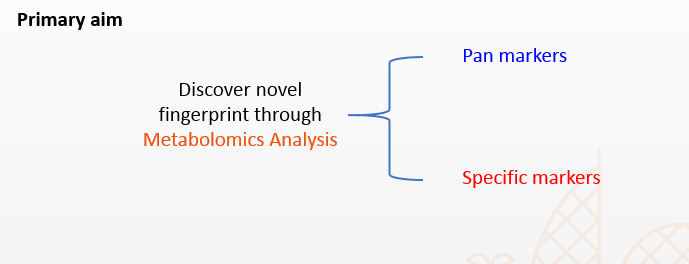 Primary aim
Discover novel
fingerprint through
Metabolomics Analysis
Pan markers
Specific markers